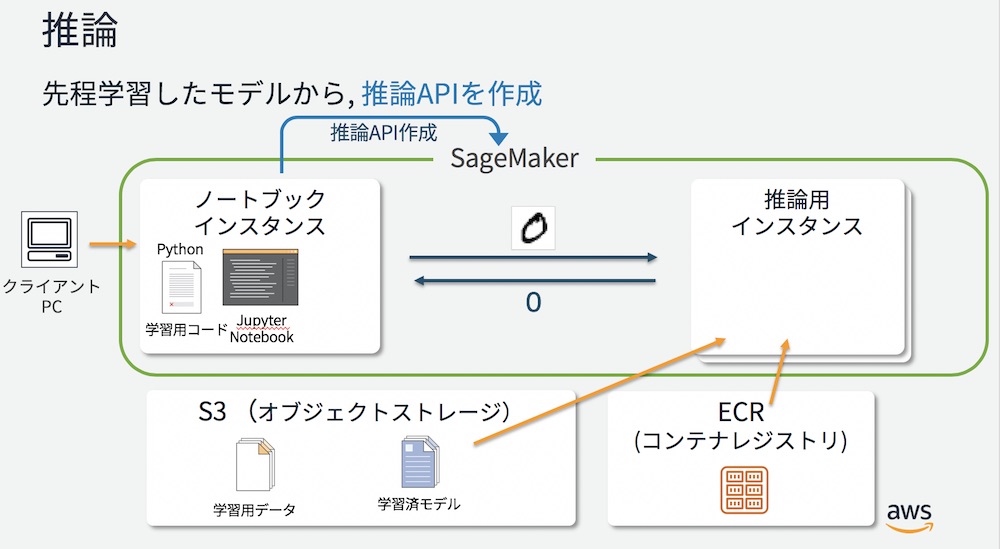 推論
先程学習したモデルから, 推論APIを作成
推論API作成
SageMaker
ノートブック
インスタンス
Python
学習用コード
Jupyter
Notebook
クライアント
PC
0
0
推論用
インスタンス
S3 (オブジェクトストレージ)
学習用データ
学習済モデル
ECR
(コンテナレジストリ)
aws